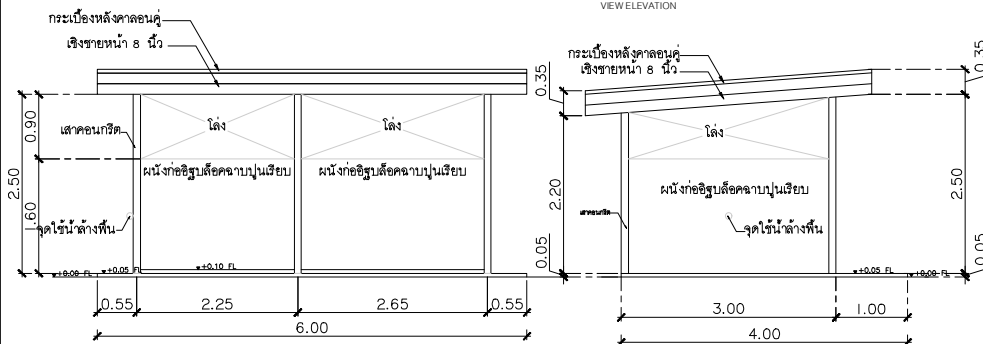 VIEW ELEVATION
กระเบื้องหลังคาลอนคู่
เชิงชายหน้า 8 นิ้ว
เสาคอนกรีต
โล่ง
โล่ง
ผนังก่ออิฐบล็อคฉาบปูนเรียบ
ผนังก่ออิฐบล็อคฉาบปูนเรียบ
จุดใช้น้ำล้างพื้น
2.50
0.90
1.60
+0.00 FL
+0.05 FL
+0.10 FL
0.55
2.25
2.65
0.55
6.00
กระเบื้องหลังคาลอนคู่
เชิงชายหน้า 8 นิ้ว
0.35
0.35
โล่ง
ผนังก่ออิฐบล็อคฉาบปูนเรียบ
เสาคอนกรีต
จุดใช้น้ำล้างพื้น
2.20
2.50
0.05
0.05
+0.05 FL
+0.00 FL
3.00
1.00
4.00